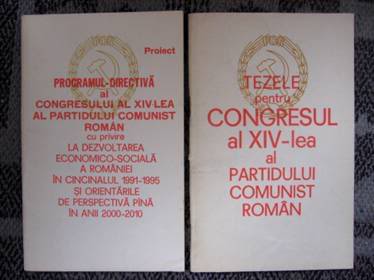 PCR
Proiect
PROGRAMUL-DIRECTIVĂ
al
CONGRESULUI AL XIV-LEA
AL PARTIDULUI COMUNIST
ROMÂN
cu privire
LA DEZVOLTAREA
ECONOMICO-SOCIALĂ
A ROMÂNIEI
ÎN CINCINALUL 1991-1995
ȘI ORIENTĂRILE
DE PERSPECTIVĂ PÎNĂ
ÎN ANII 2000-2010
PCR
TEZELE
pentru
CONGRESUL
al XIV-lea
al
PARTIDULUI
COMUNIST
ROMÂN